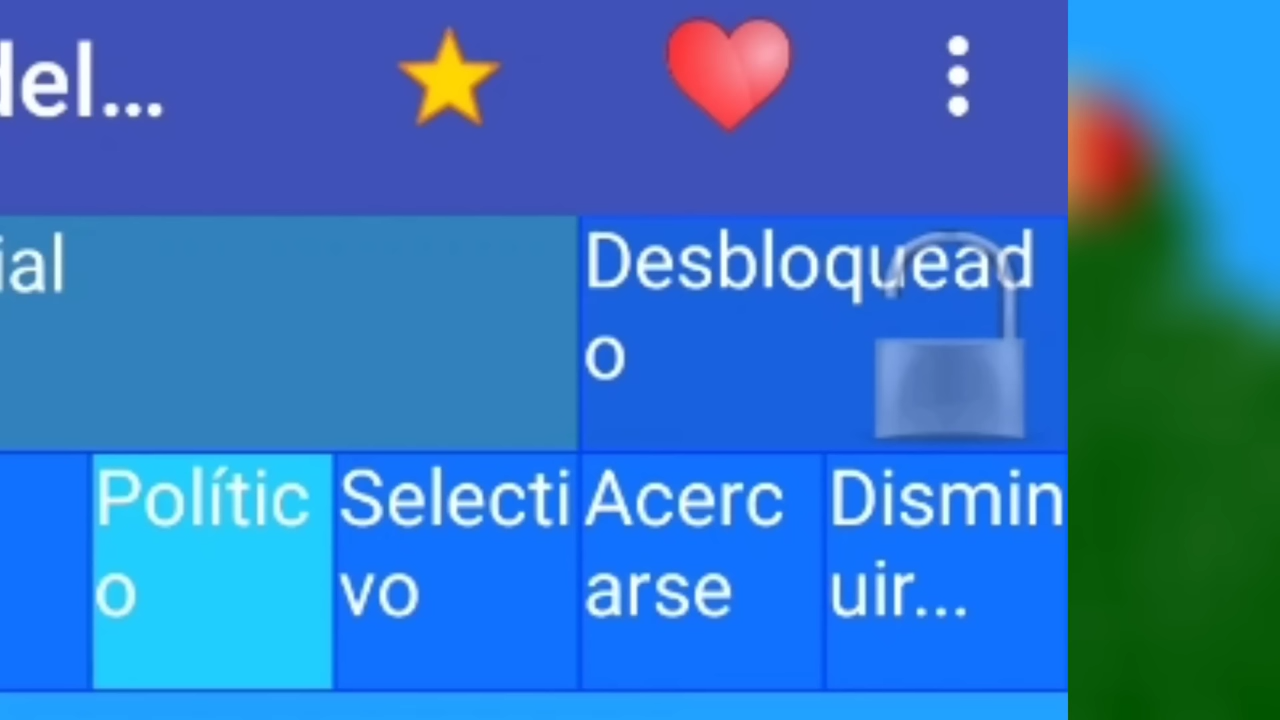 del...
ial
Desbloquead
o
Polític
o
Selecti
vo
Acerc
arse
Dismin
uir...